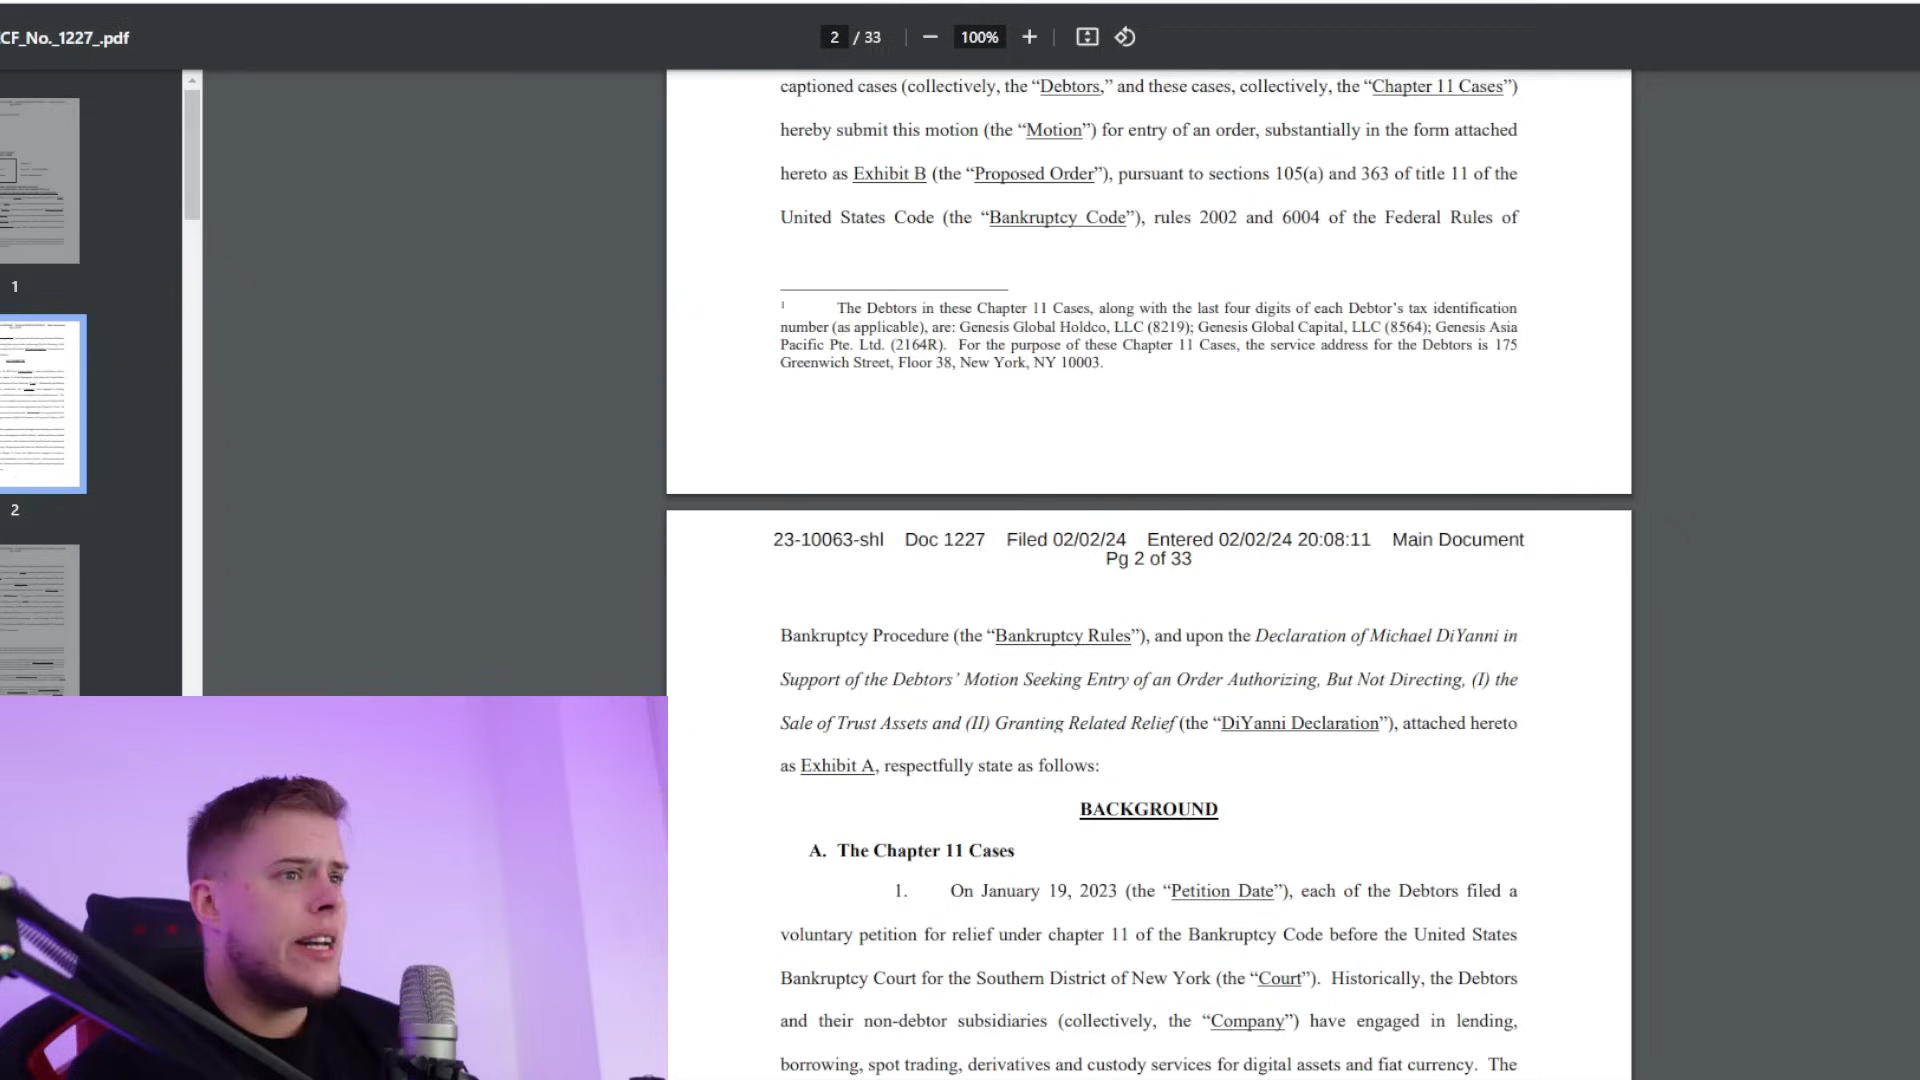 CF_No._1227_.pdf
2 / 33
100%
1
2
captioned cases (collectively, the “Debtors,” and these cases, collectively, the “Chapter 11 Cases”)
hereby submit this motion (the “Motion”) for entry of an order, substantially in the form attached
hereto as Exhibit B (the “Proposed Order”), pursuant to sections 105(a) and 363 of title 11 of the
United States Code (the “Bankruptcy Code”), rules 2002 and 6004 of the Federal Rules of
1 The Debtors in these Chapter 11 Cases, along with the last four digits of each Debtor’s tax identification
number (as applicable), are: Genesis Global Holdco, LLC (8219); Genesis Global Capital, LLC (8564); Genesis Asia
Pacific Pte. Ltd. (2164R). For the purpose of these Chapter 11 Cases, the service address for the Debtors is 175
Greenwich Street, Floor 38, New York, NY 10003.
23-10063-shl Doc 1227 Filed 02/02/24 Entered 02/02/24 20:08:11 Main Document
Pg 2 of 33
Bankruptcy Procedure (the “Bankruptcy Rules”), and upon the Declaration of Michael DiYanni in
Support of the Debtors’ Motion Seeking Entry of an Order Authorizing, But Not Directing, (I) the
Sale of Trust Assets and (II) Granting Related Relief (the “DiYanni Declaration”), attached hereto
as Exhibit A, respectfully state as follows:
BACKGROUND
A. The Chapter 11 Cases
1. On January 19, 2023 (the “Petition Date”), each of the Debtors filed a
voluntary petition for relief under chapter 11 of the Bankruptcy Code before the United States
Bankruptcy Court for the Southern District of New York (the “Court”). Historically, the Debtors
and their non-debtor subsidiaries (collectively, the “Company”) have engaged in lending,
borrowing, spot trading, derivatives and custody services for digital assets and fiat currency. The